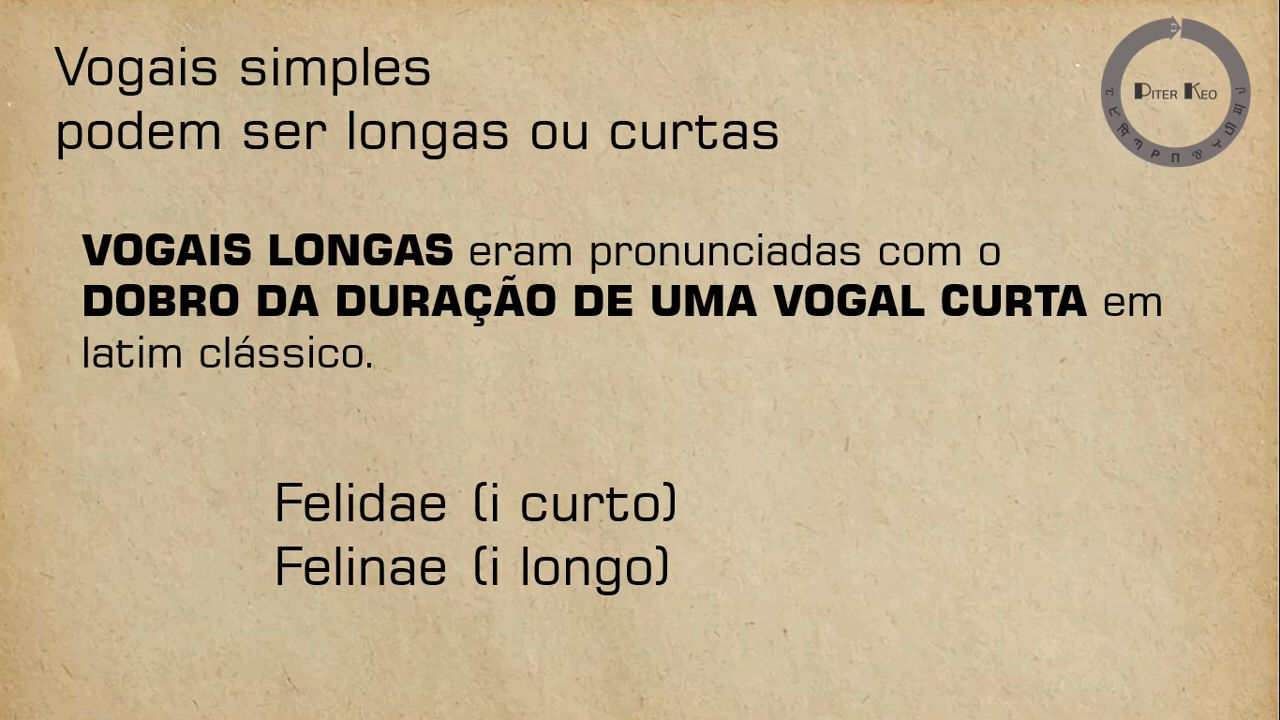 Vogais simples
podem ser longas ou curtas
PITER KEO
VOGAIS LONGAS eram pronunciadas com o
DOBRO DA DURAÇÃO DE UMA VOGAL CURTA em
latim clássico.
Felidae (i curto)
Felinae (i longo)